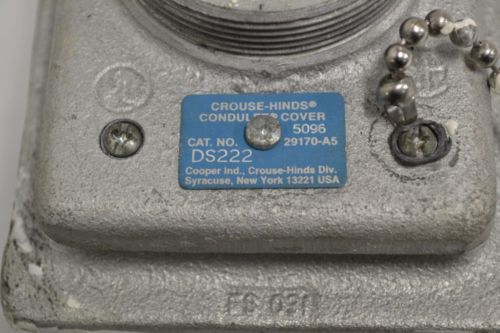 CROUSE-HINDS®
COVER
5096
CAT. NO. 29170-A5
DS222
Cooper Ind., Crouse-Hinds Div.
Syracuse, New York 13221 USA